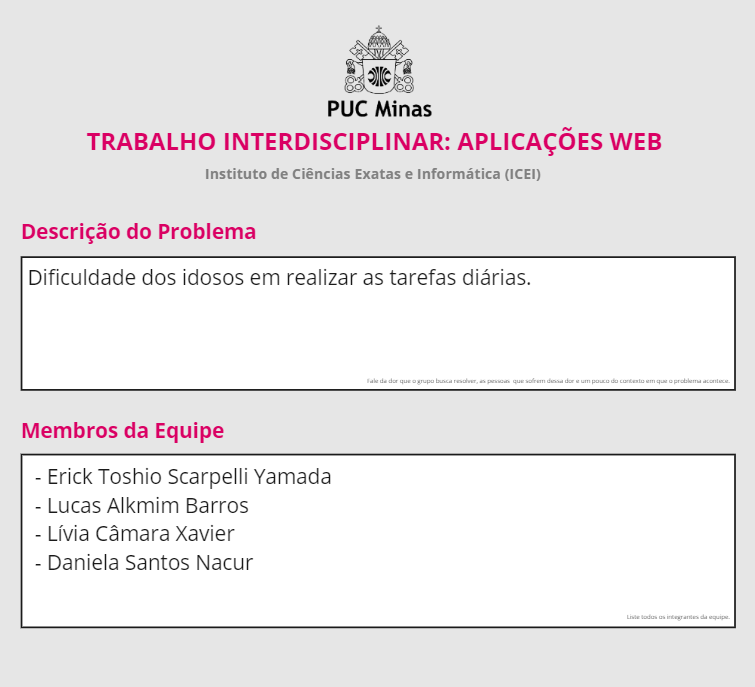 PUC Minas
TRABALHO INTERDISCIPLINAR: APLICAÇÕES WEB
Instituto de Ciências Exatas e Informática (ICEI)
Descrição do Problema
Dificuldade dos idosos em realizar as tarefas diárias.
Fale da dor que o grupo busca resolver, as pessoas que sofrem dessa dor e um pouco do contexto em que o problema acontece.
Membros da Equipe
- Erick Toshio Scarpelli Yamada
- Lucas Alkmim Barros
- Lívia Câmara Xavier
- Daniela Santos Nacur
Liste todos os integrantes da equipe.